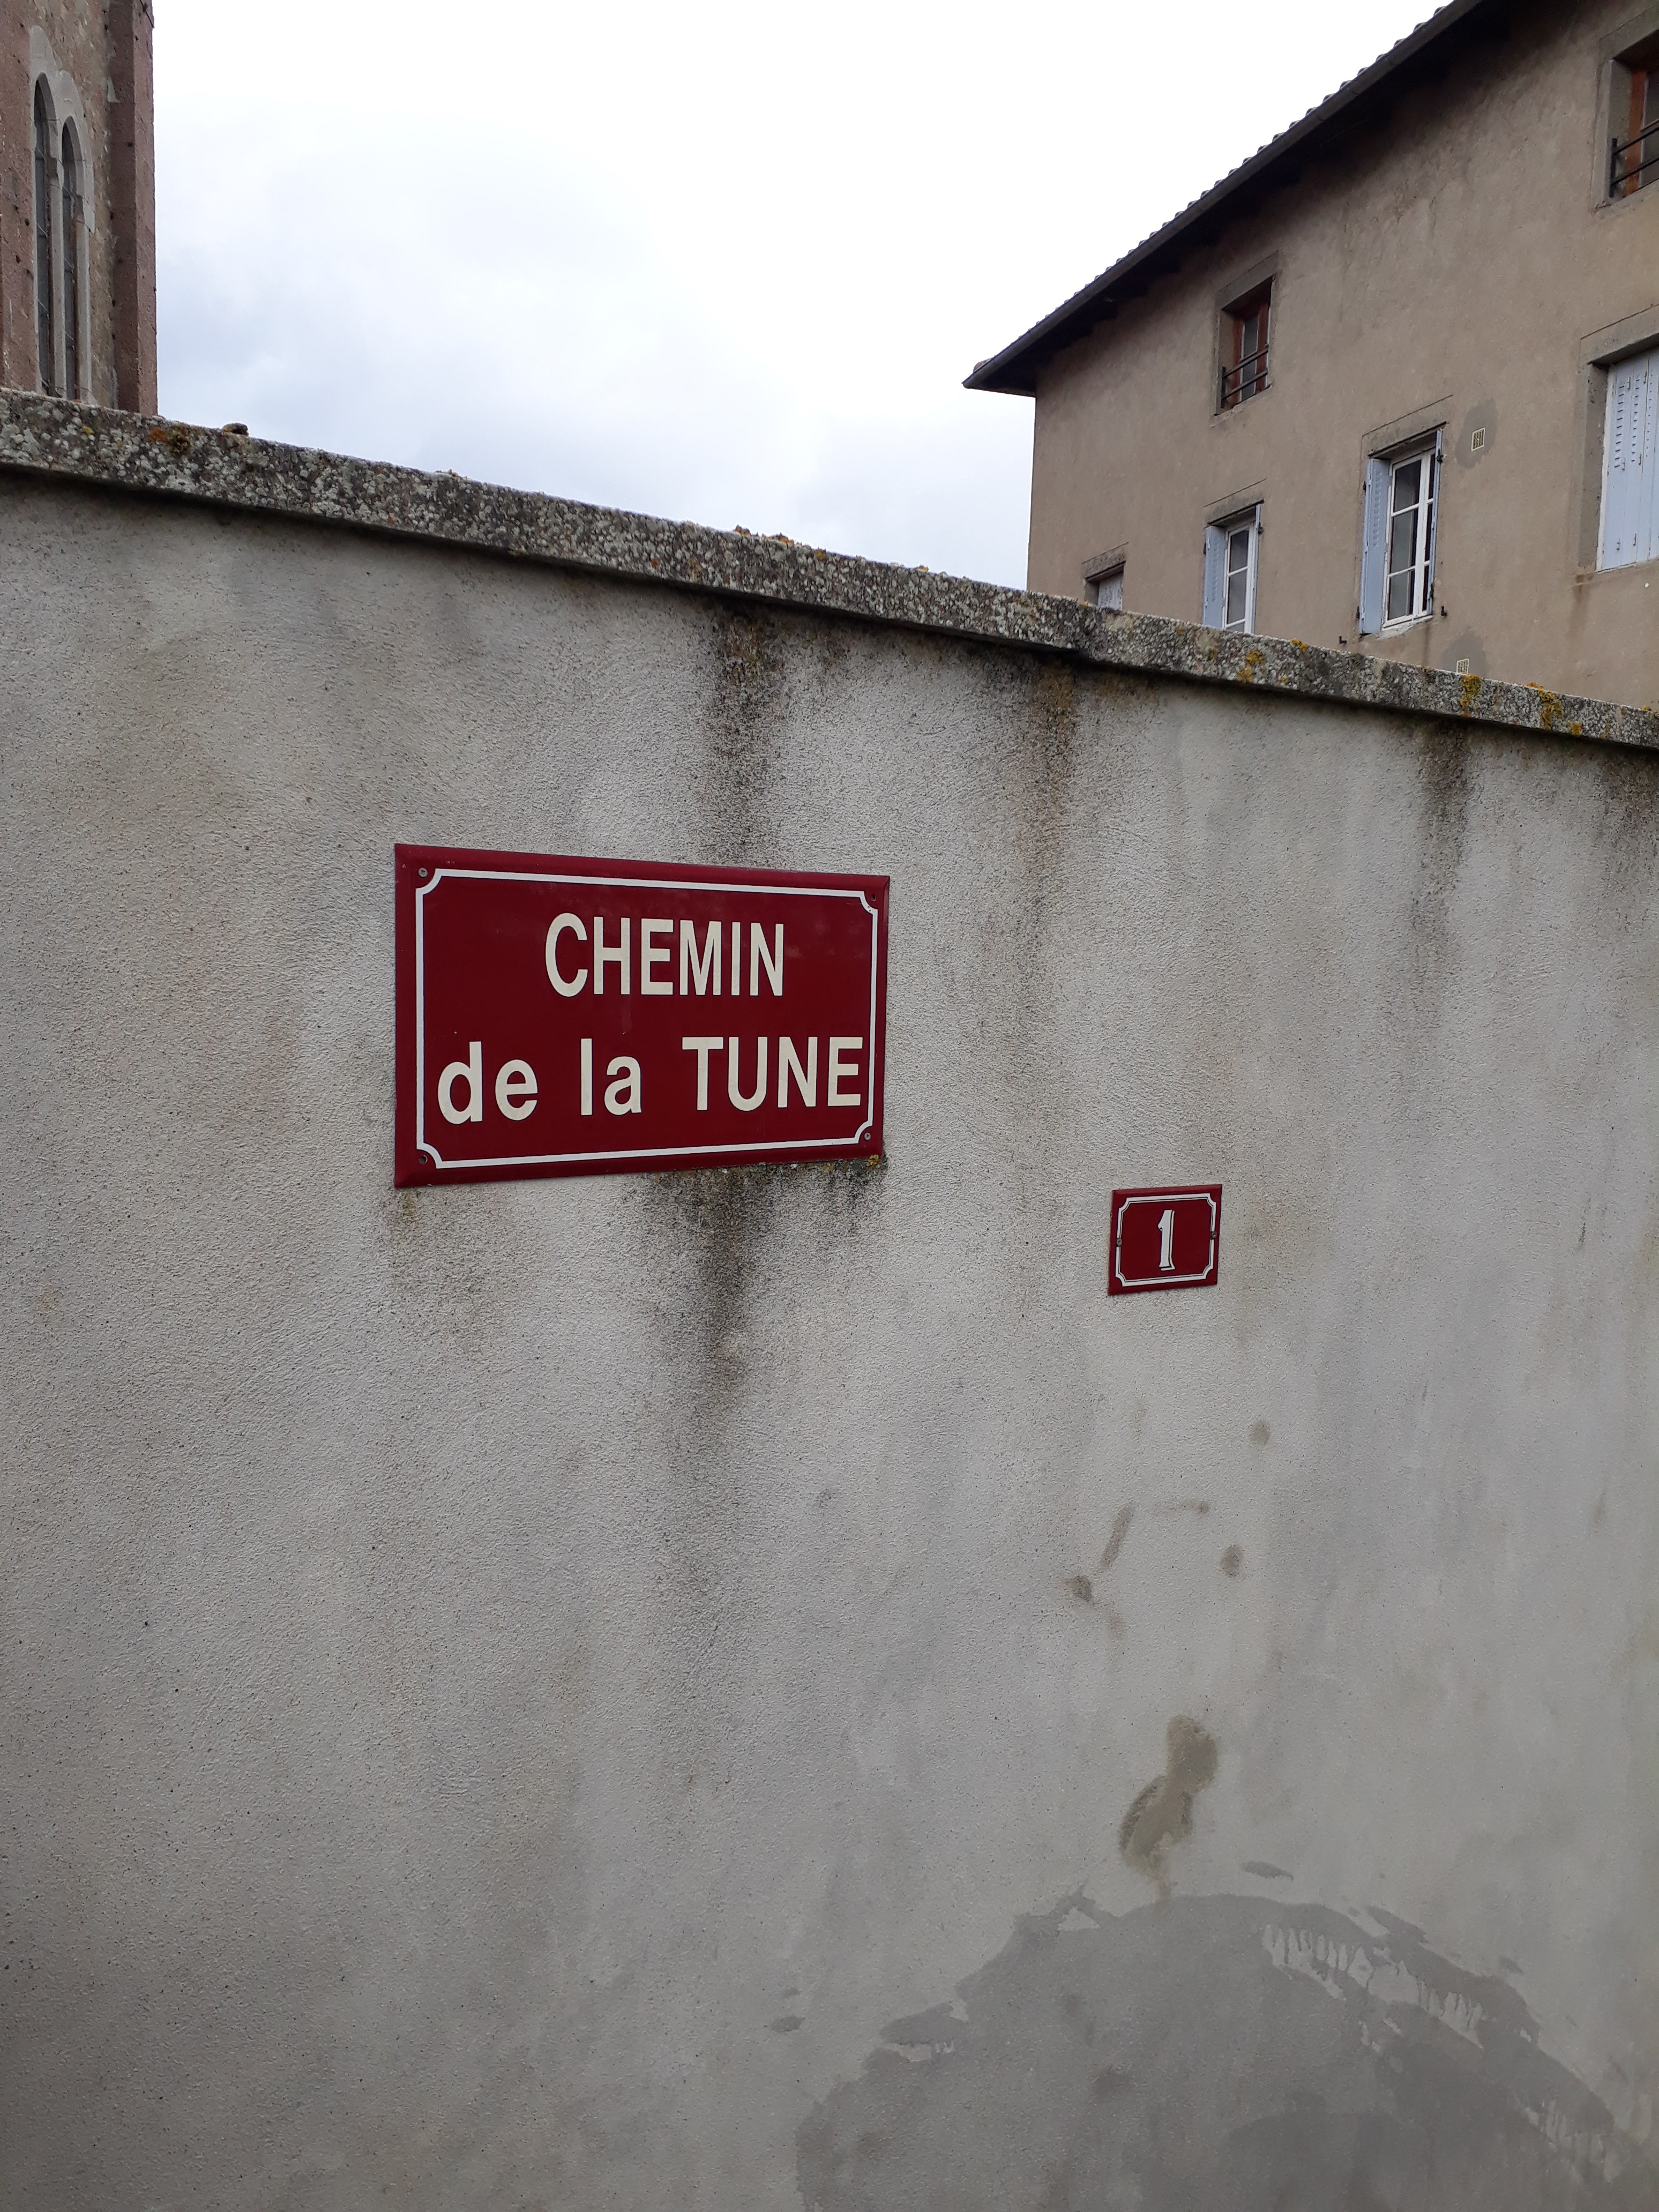 CHEMIN
de la TUNE
1